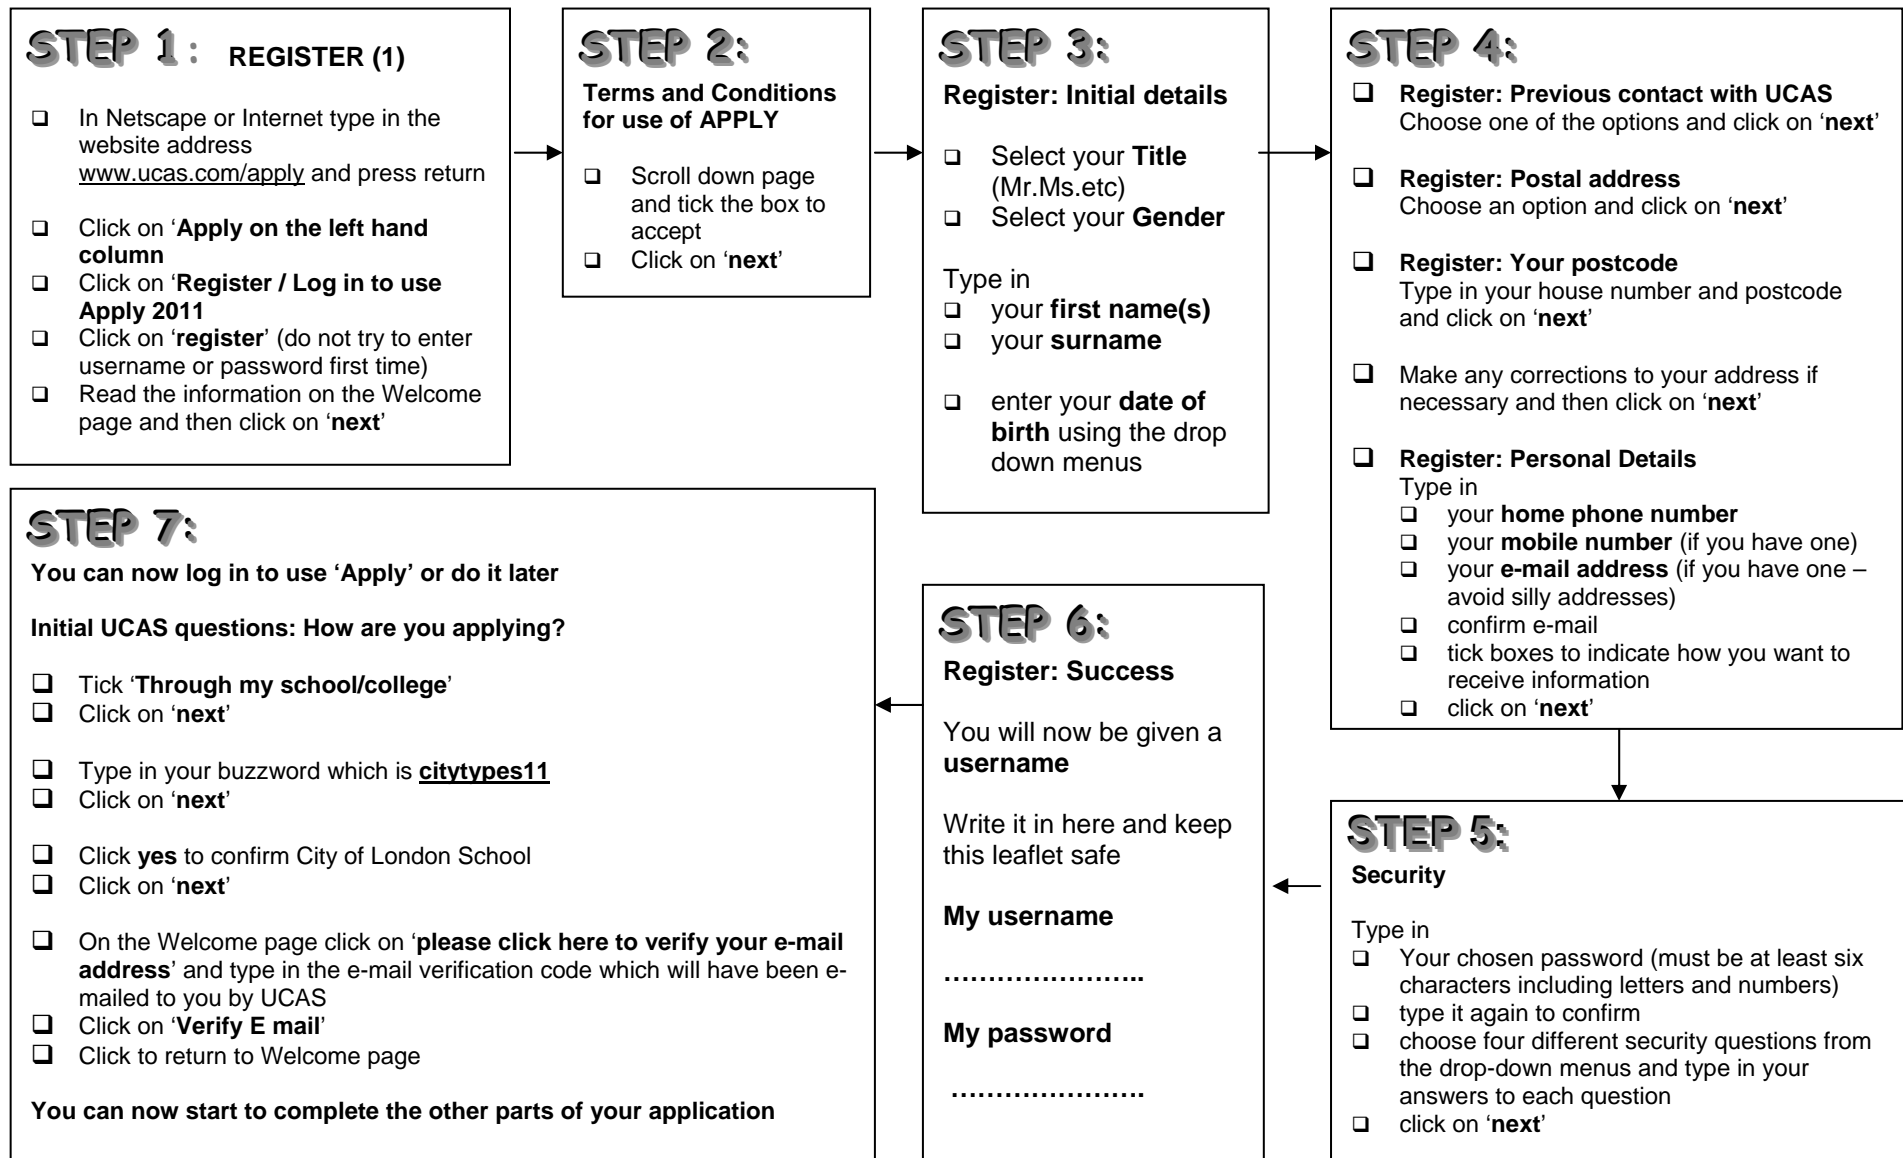 STEP 1: REGISTER (1)
❑ In Netscape or Internet type in the
website address
www.ucas.com/apply and press return
❑ Click on ‘Apply on the left hand
column
❑ Click on ‘Register / Log in to use
Apply 2011
❑ Click on ‘register’ (do not try to enter
username or password first time)
❑ Read the information on the Welcome
page and then click on ‘next’
STEP 2:
Terms and Conditions
for use of APPLY
❑ Scroll down page
and tick the box to
accept
❑ Click on ‘next’
STEP 3:
Register: Initial details
❑ Select your Title
(Mr.Ms.etc)
❑ Select your Gender
Type in
❑ your first name(s)
❑ your surname
❑ enter your date of
birth using the drop
down menus
STEP 4:
❑ Register: Previous contact with UCAS
Choose one of the options and click on ‘next’
❑ Register: Postal address
Choose an option and click on ‘next’
❑ Register: Your postcode
Type in your house number and postcode
and click on ‘next’
❑ Make any corrections to your address if
necessary and then click on ‘next’
❑ Register: Personal Details
Type in
❑ your home phone number
❑ your mobile number (if you have one)
❑ your e-mail address (if you have one –
avoid silly addresses)
❑ confirm e-mail
❑ tick boxes to indicate how you want to
receive information
❑ click on ‘next’
STEP 5:
Security
Type in
❑ Your chosen password (must be at least six
characters including letters and numbers)
❑ type it again to confirm
❑ choose four different security questions from
the drop-down menus and type in your
answers to each question
❑ click on ‘next’
STEP 6:
Register: Success
You will now be given a
username
Write it in here and keep
this leaflet safe
My username
…………………..
My password
………………….
STEP 7:
You can now log in to use ‘Apply’ or do it later
Initial UCAS questions: How are you applying?
❑ Tick ‘Through my school/college’
❑ Click on ‘next’
❑ Type in your buzzword which is citytypes11
❑ Click on ‘next’
❑ Click yes to confirm City of London School
❑ Click on ‘next’
❑ On the Welcome page click on ‘please click here to verify your e-mail
address’ and type in the e-mail verification code which will have been e-
mailed to you by UCAS
❑ Click on ‘Verify E mail’
❑ Click to return to Welcome page
You can now start to complete the other parts of your application